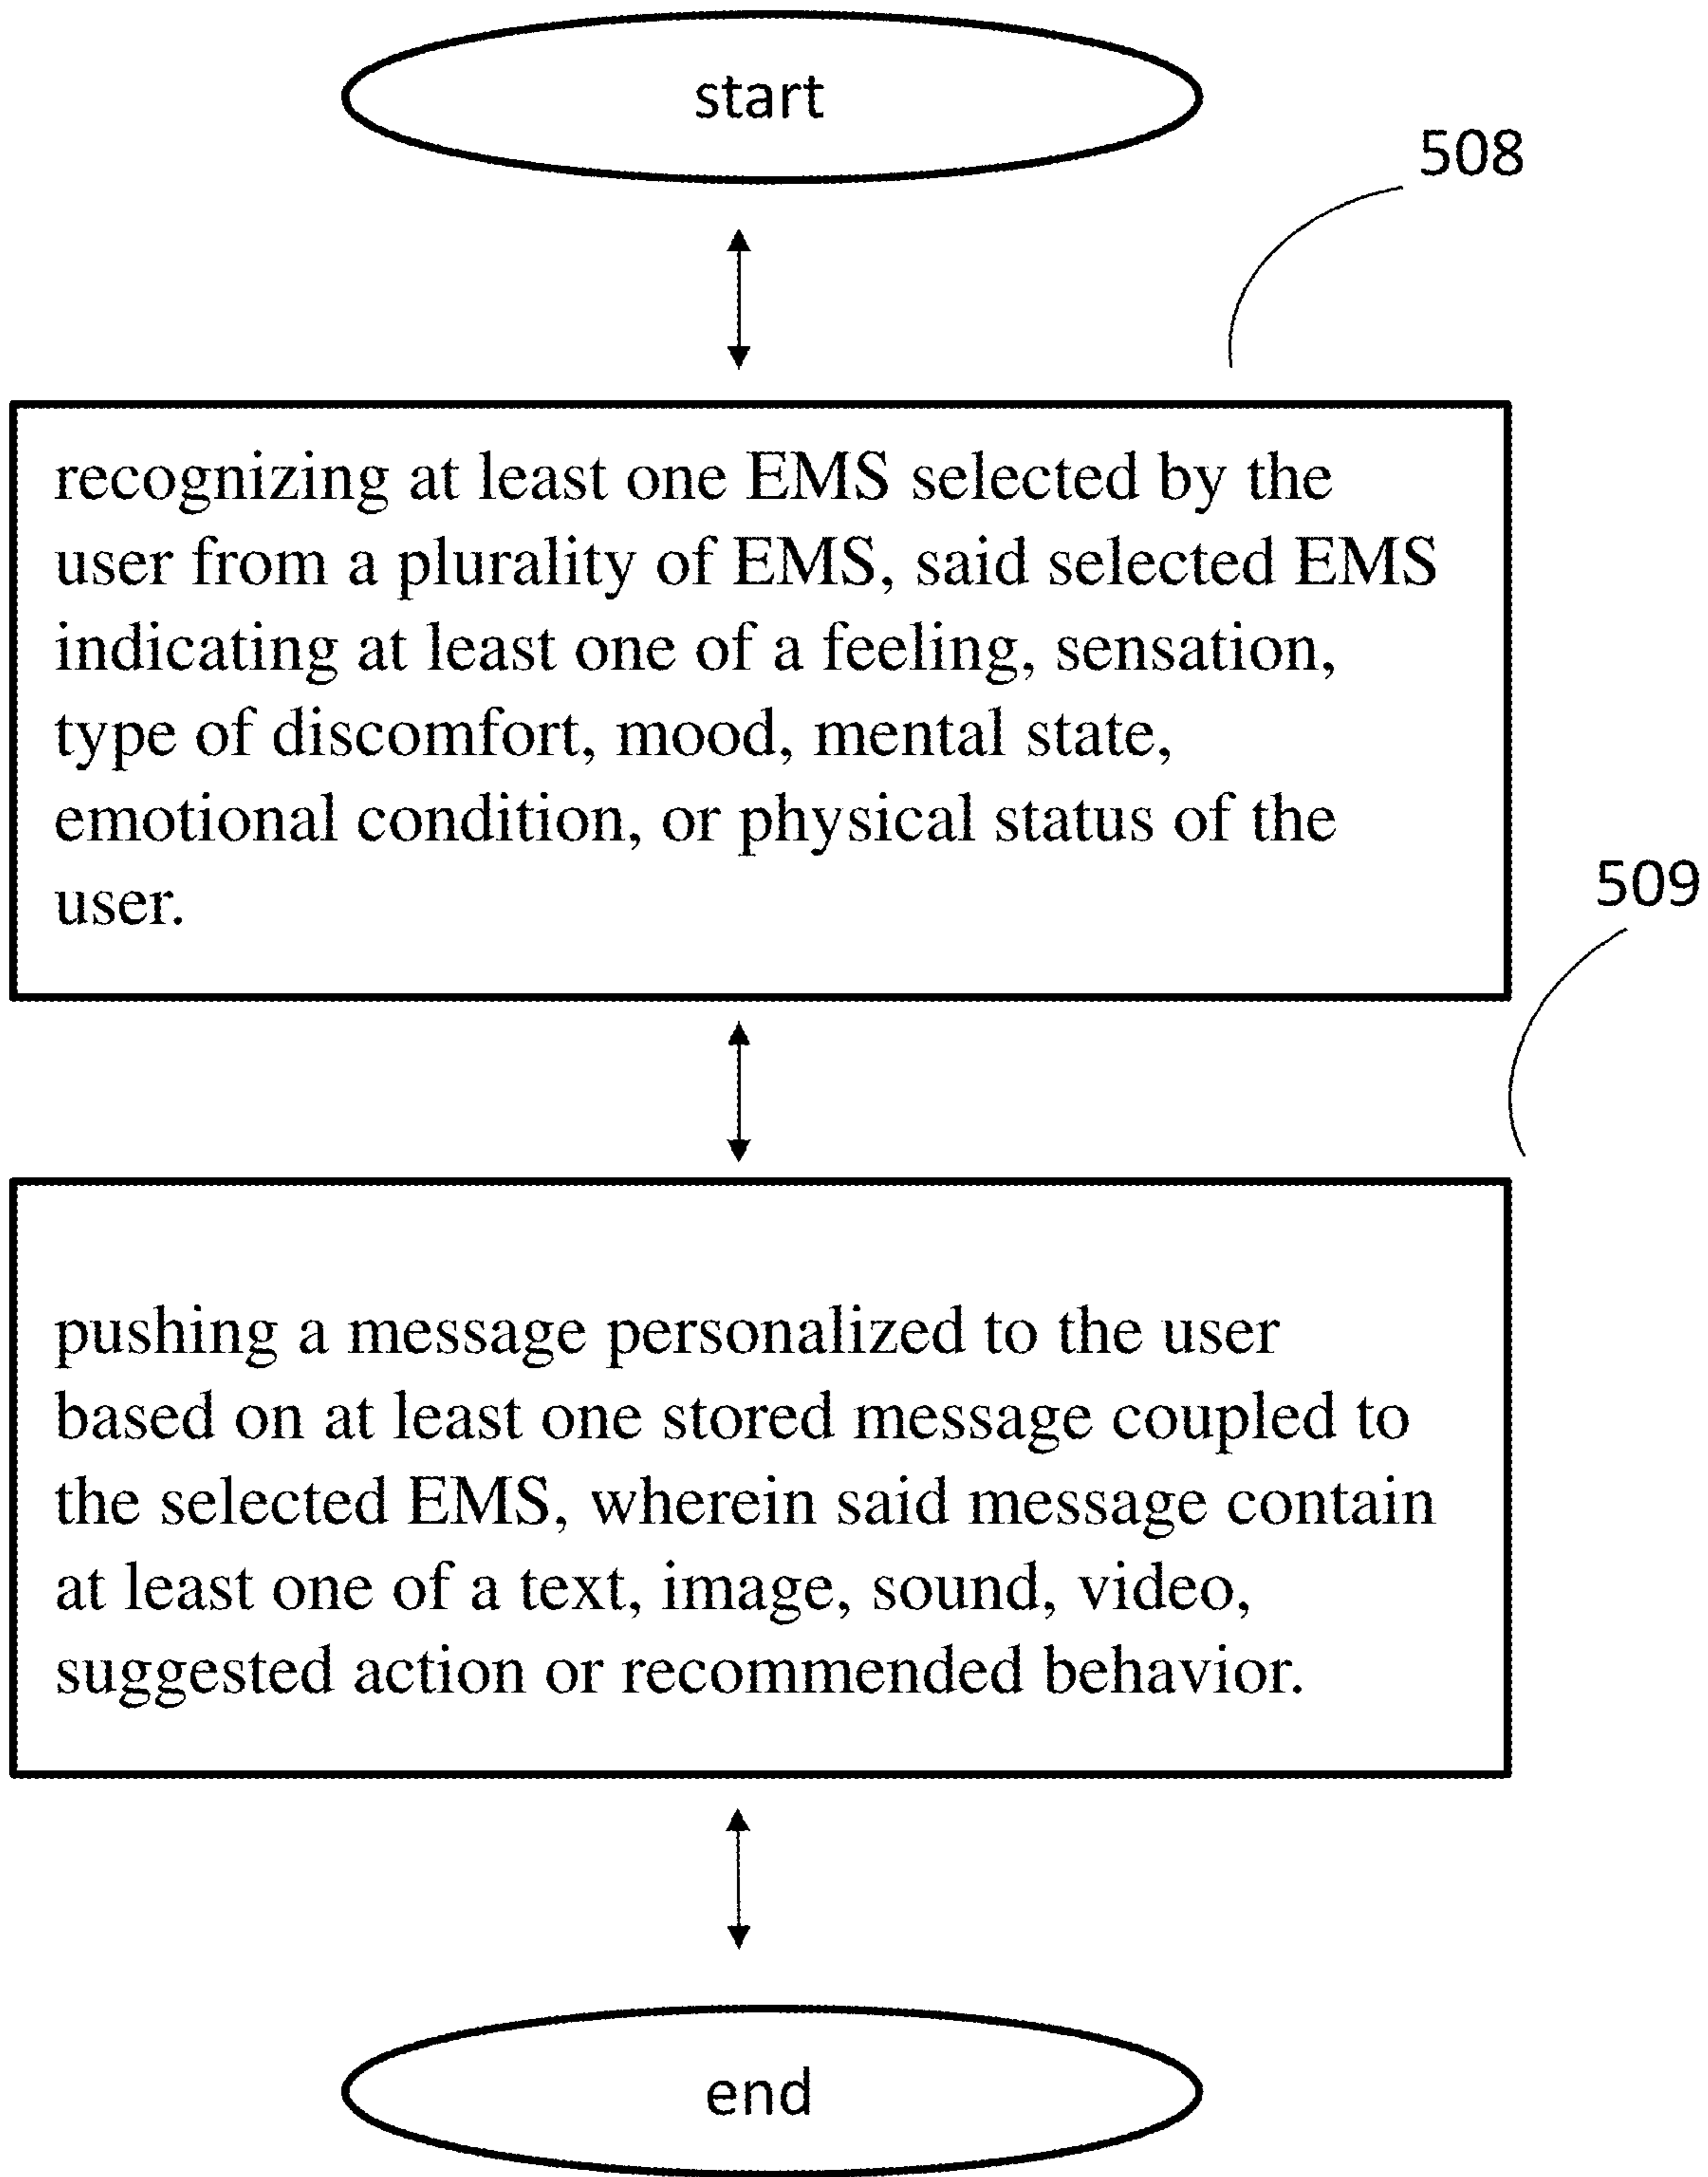 start
508
recognizing at least one EMS selected by the
user from a plurality of EMS, said selected EMS
indicating at least one of a feeling, sensation,
type of discomfort, mood, mental state,
emotional condition, or physical status of the
user.
509
pushing a message personalized to the user
based on at least one stored message coupled to
the selected EMS, wherein said message contain
at least one of a text, image, sound, video,
suggested action or recommended behavior.
end